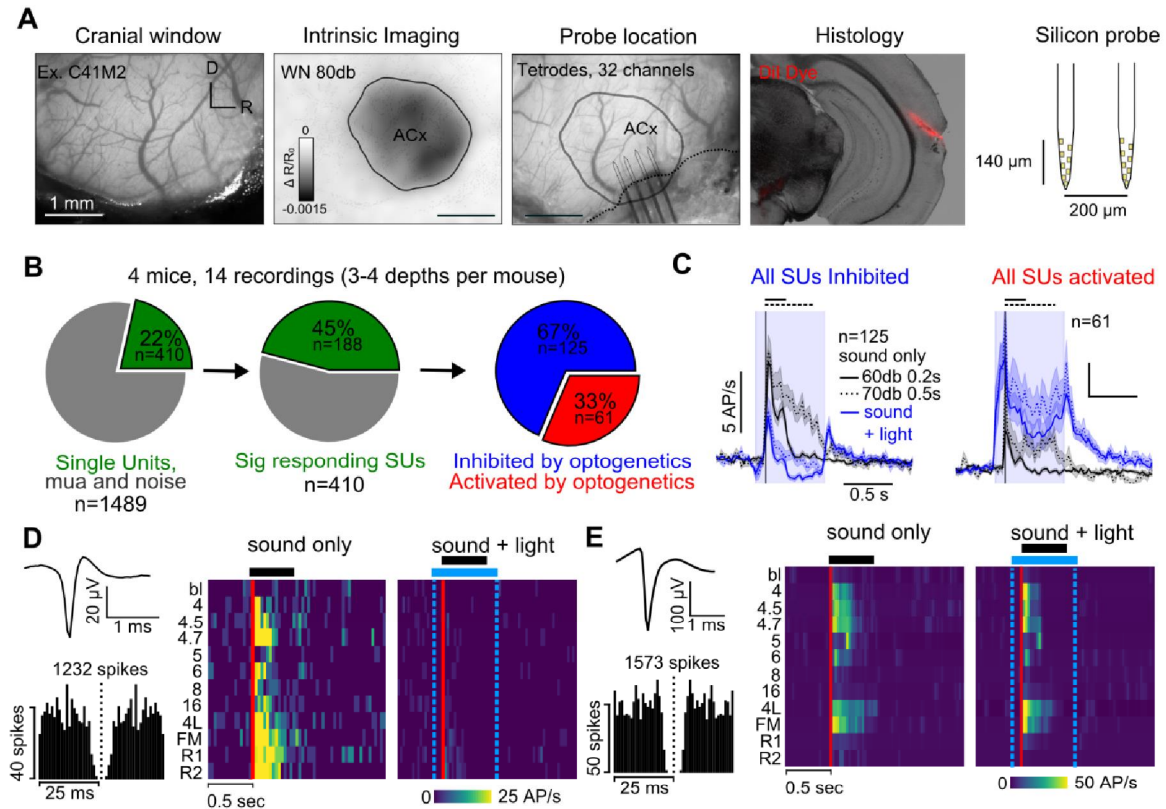 A
Cranial window
Intrinsic Imaging
Probe location
Histology
Silicon probe
Ex. C41M2
D
R
1 mm
WN 80db
ACx
0
Δ R/R₀
-0.0015
Tetrodes, 32 channels
ACx
DiI Dye
140 µm
200 µm
B
4 mice, 14 recordings (3-4 depths per mouse)
22%
n=410
45%
n=188
67%
n=125
33%
n=61
Single Units,
mua and noise
n=1489
Sig responding SUs
n=410
Inhibited by optogenetics
Activated by optogenetics
C
All SUs Inhibited
All SUs activated
n=125
sound only
60db 0.2s
70db 0.5s
sound
+ light
5 AP/s
0.5 s
n=61
D
20 µV
1 ms
1232 spikes
40 spikes
25 ms
sound only
sound + light
bl
4
4.5
4.7
5
6
8
16
4L
FM
R1
R2
0.5 sec
0
25 AP/s
E
100 µV
1 ms
1573 spikes
50 spikes
25 ms
sound only
sound + light
bl
4
4.5
4.7
5
6
8
16
4L
FM
R1
R2
0.5 sec
0
50 AP/s